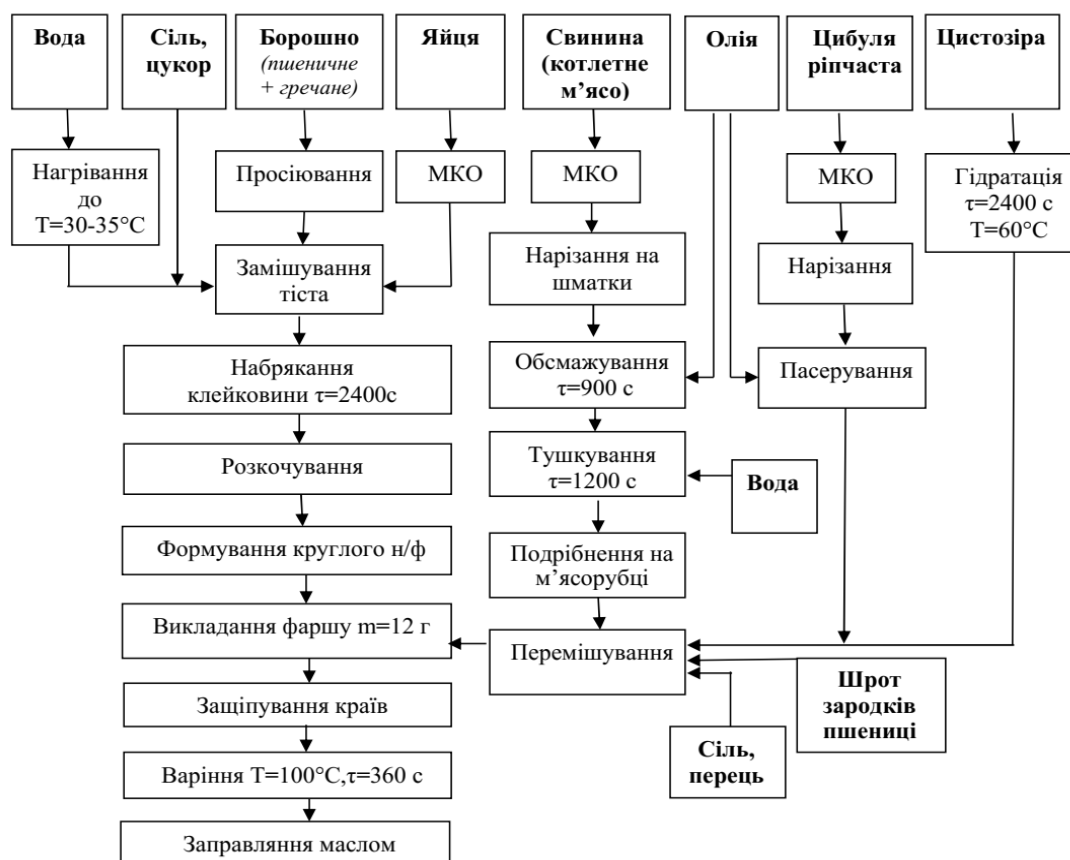 Вода
Сіль,
цукор
Борошно
(пшеничне
+ гречане)
Яйця
Свинина
(котлетне
м’ясо)
Олія
Цибуля
ріпчаста
Цистозіра
Нагрівання
до
T=30-35°C
Просіювання
МКО
МКО
МКО
Гідратація
τ=2400 с
T=60°C
Замішування
тіста
Нарізання на
шматки
Нарізання
Набрякання
клейковини τ=2400с
Обсмажування
τ=900 с
Пасерування
Розкочування
Тушкування
τ=1200 с
Вода
Формування круглого н/ф
Подрібнення на
м’ясорубці
Викладання фаршу m=12 г
Перемішування
Шрот
зародків
пшениці
Защіпування країв
Сіль,
перець
Варіння T=100°C,τ=360 с
Заправляння маслом